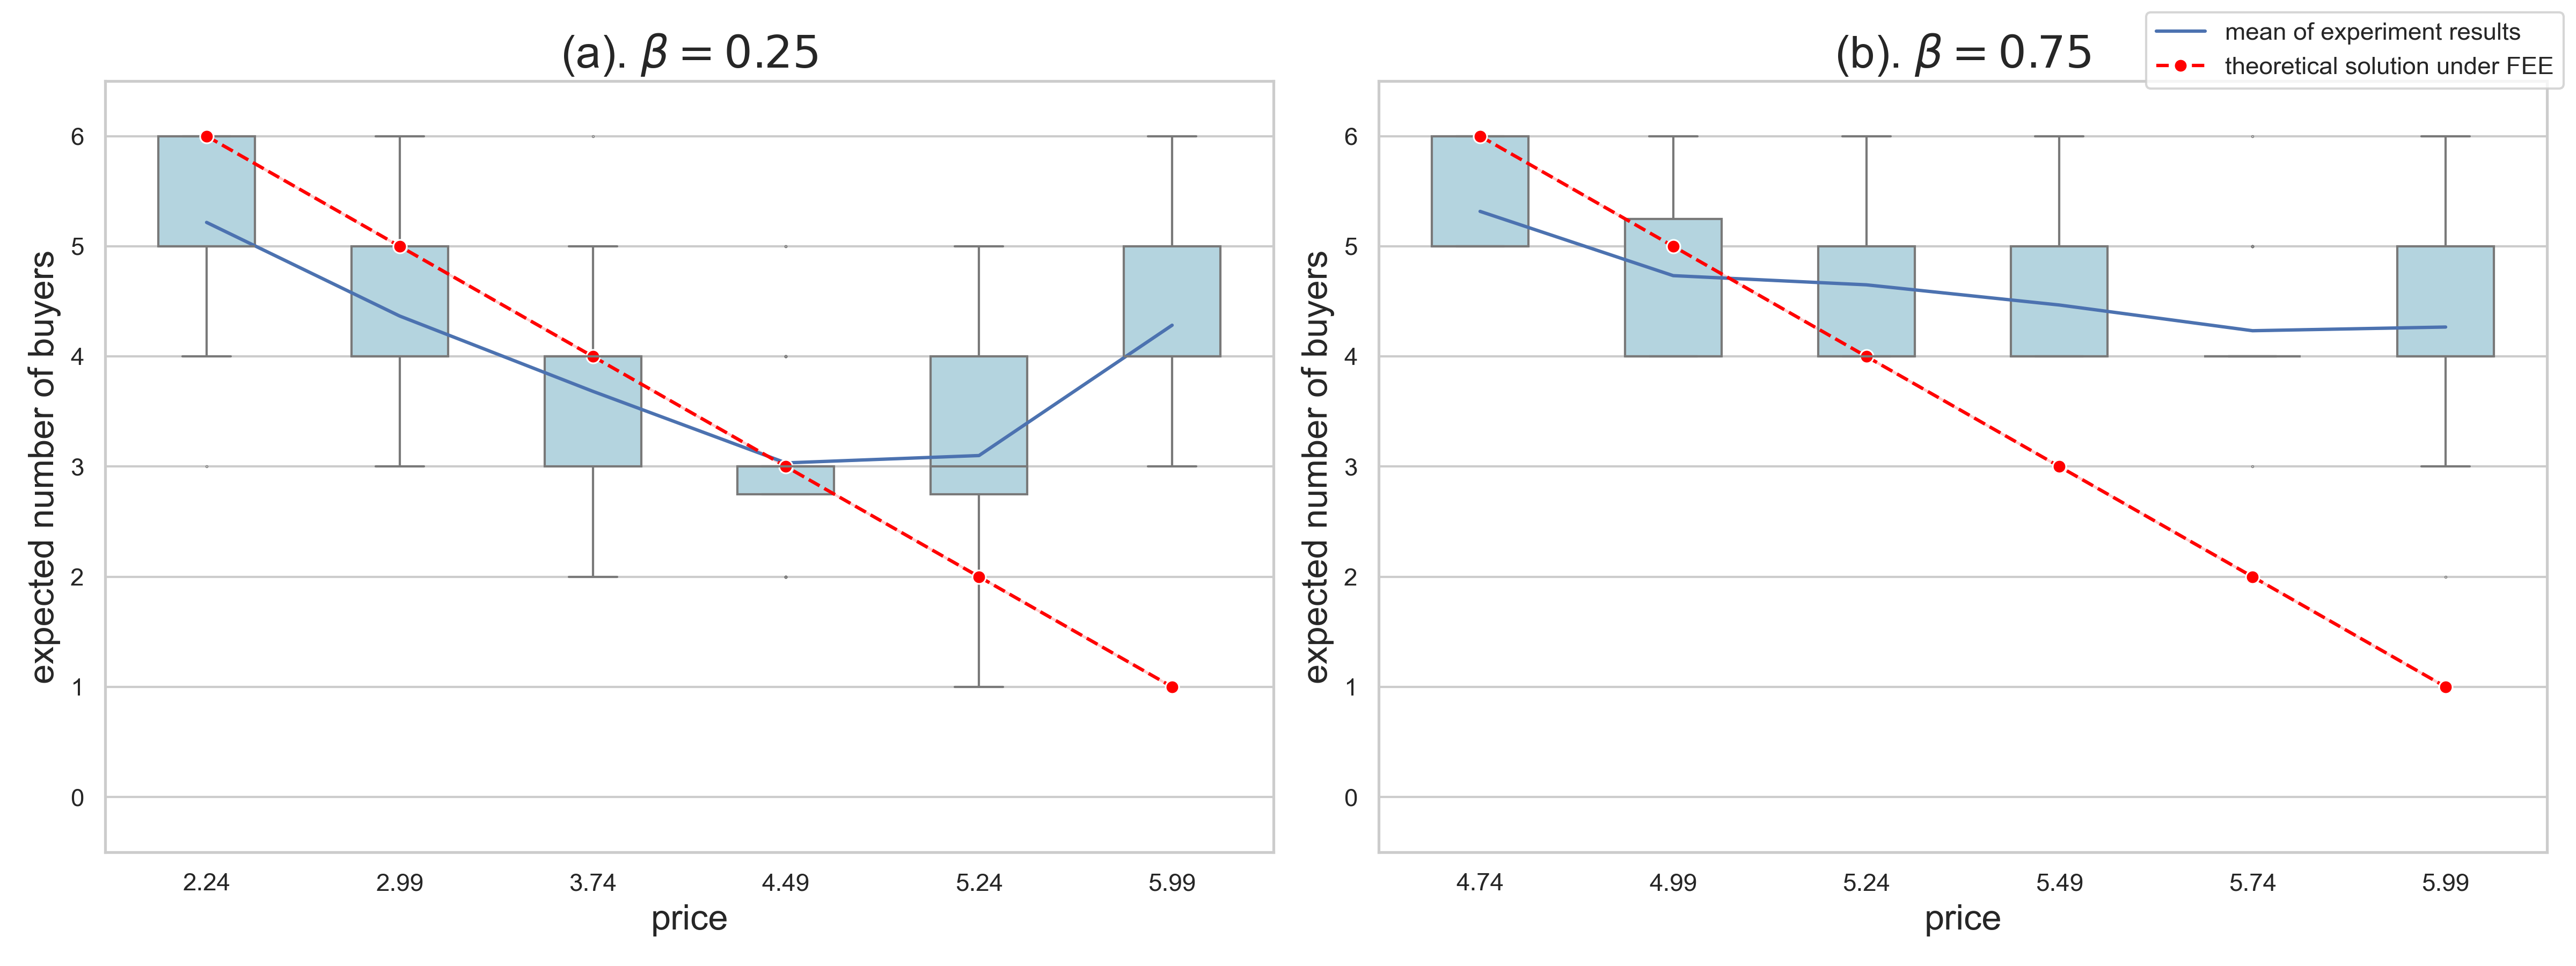 (a). β = 0.25
expected number of buyers
6
5
4
3
2
1
0
2.24 2.99 3.74 4.49 5.24 5.99
price
(b). β = 0.75
mean of experiment results
theoretical solution under FEE
expected number of buyers
6
5
4
3
2
1
0
4.74 4.99 5.24 5.49 5.74 5.99
price